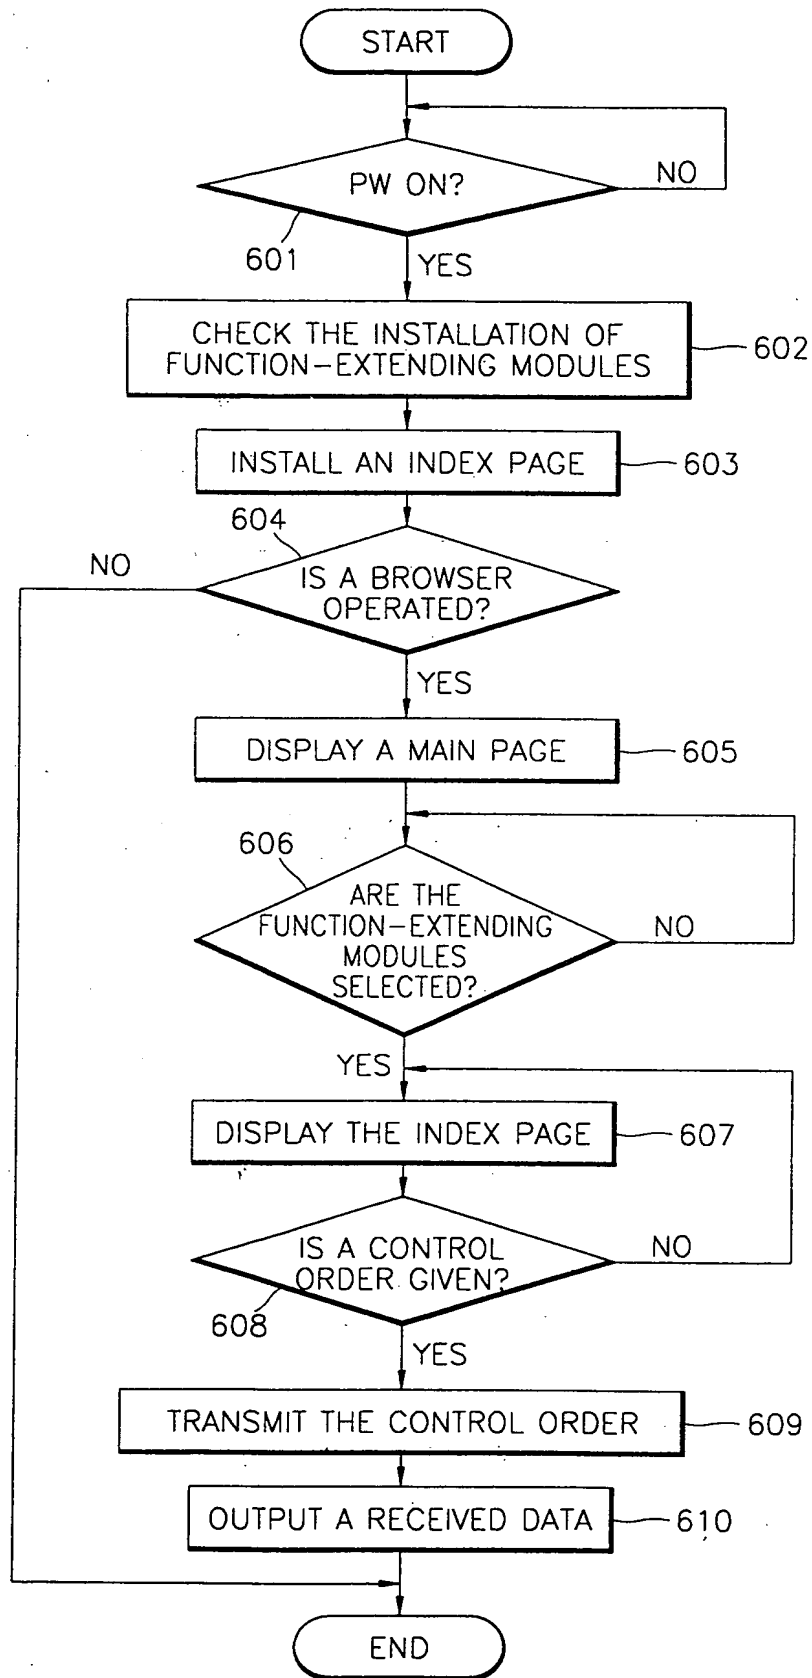 START
PW ON?
NO
601
YES
CHECK THE INSTALLATION OF
FUNCTION-EXTENDING MODULES
602
INSTALL AN INDEX PAGE
603
604
NO
IS A BROWSER
OPERATED?
YES
DISPLAY A MAIN PAGE
605
606
ARE THE
FUNCTION-EXTENDING
MODULES
SELECTED?
NO
YES
DISPLAY THE INDEX PAGE
607
IS A CONTROL
ORDER GIVEN?
NO
608
YES
TRANSMIT THE CONTROL ORDER
609
OUTPUT A RECEIVED DATA
610
END